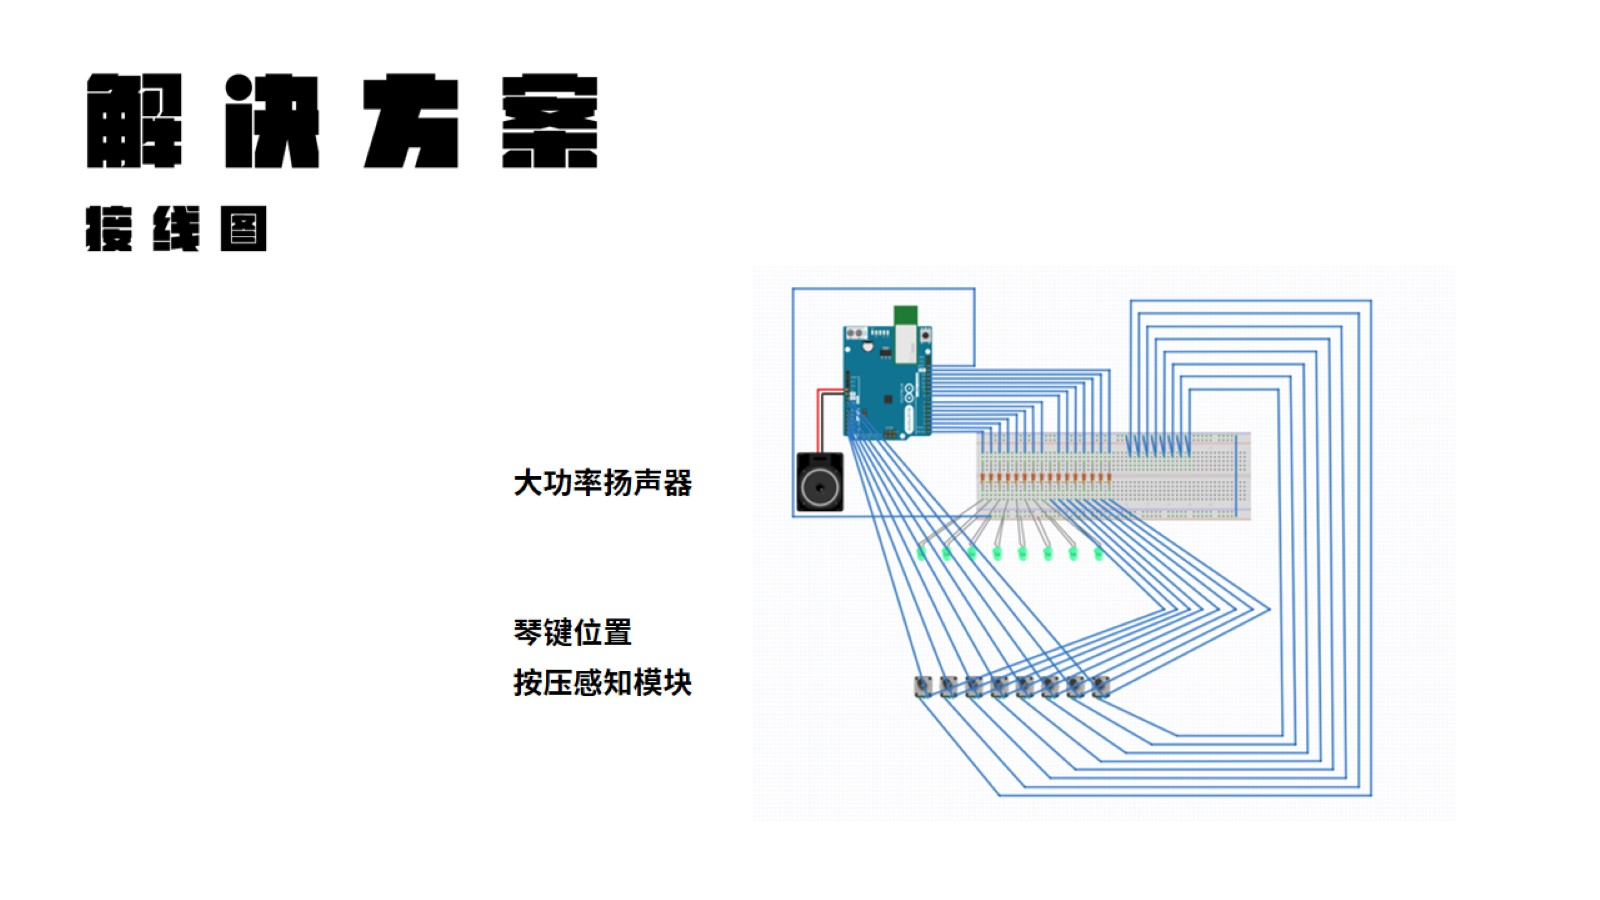 解决方案
接线图
大功率扬声器
琴键位置
按压感知模块